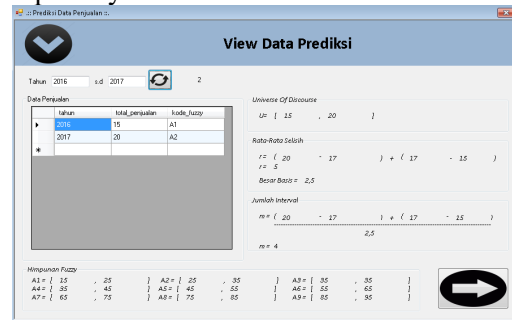 .:: Prediksi Data Penjualan ::.
View Data Prediksi
Tahun 2016 s.d 2017 2
Data Penjualan
tahun total_penjualan kode_fuzzy
2016 15 A1
2017 20 A2
Universe Of Discourse
U= [ 15 , 20 ]
Rata-Rata Selisih
r = ( 20 - 17 ) + ( 17 - 15 )
r = 5
Besar Basis = 2,5
Jumlah Interval
m = ( 20 - 17 ) + ( 17 - 15 )
2,5
m = 4
Himpunan Fuzzy
A1 = [ 15 , 25 ] A2 = [ 25 , 35 ] A3 = [ 35 , 35 ]
A4 = [ 35 , 45 ] A5 = [ 45 , 55 ] A6 = [ 55 , 65 ]
A7 = [ 65 , 75 ] A8 = [ 75 , 85 ] A9 = [ 85 , 95 ]